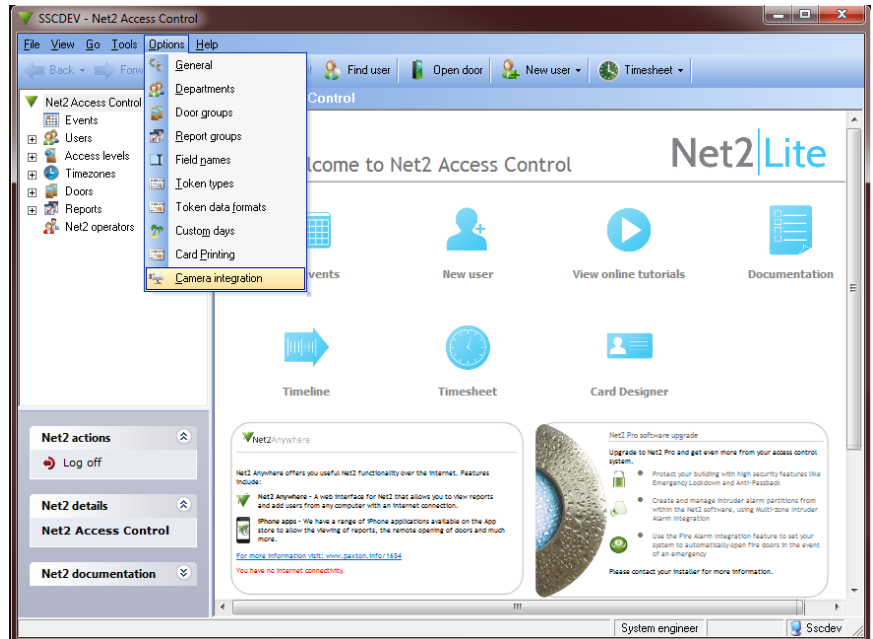 SSCDEV - Net2 Access Control
File View Go Tools Options Help
Back Forw Find user Open door New user Timesheet
General
Departments
Door groups
Report groups
Field names
Token types
Token data formats
Custom days
Card Printing
Camera integration
Net2 Access Control
Events
Users
Access levels
Timezones
Doors
Reports
Net2 operators
Control
lcome to Net2 Access Control
Net2 Lite
vents
New user
View online tutorials
Documentation
Timeline
Timesheet
Card Designer
Net2 actions
Log off
Net2 details
Net2 Access Control
Net2 documentation
Net2Anywhere
Net2 Anywhere offers you useful Net2 functionality over the internet. Features
include:
Net2 Anywhere - A web interface for Net2 that allows you to view reports
and add users from any computer with an internet connection.
iPhone apps - We have a range of iPhone applications available on the App
store to allow the viewing of reports, the remote opening of doors and much
more.
For more information visit: www.paxton.info/1654
You have no internet connectivity.
Net2 Pro software upgrade
Upgrade to Net2 Pro and get even more from your access control
system.
Protect your building with high security features like
Emergency Lockdown and Anti-Passback
Create and manage intruder alarm partitions from
within the Net2 software, using Multi-zone Intruder
Alarm Integration
Use the Fire Alarm Integration feature to set your
system to automatically open fire doors in the event
of an emergency
Please contact your installer for more information.
System engineer
Sscdev